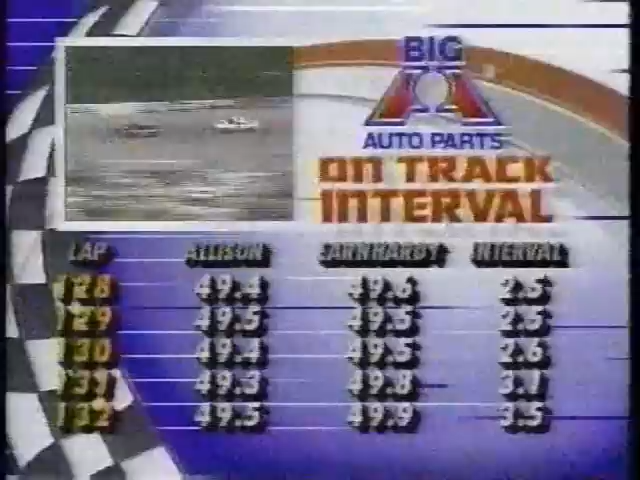 BIG
A
AUTO PARTS
ON TRACK
INTERVAL
LAP ALLISON EARNHARDT INTERVAL
128 49.4 49.6 2.5
129 49.5 49.5 2.5
130 49.4 49.5 2.6
131 49.3 49.8 3.1
132 49.5 49.9 3.5